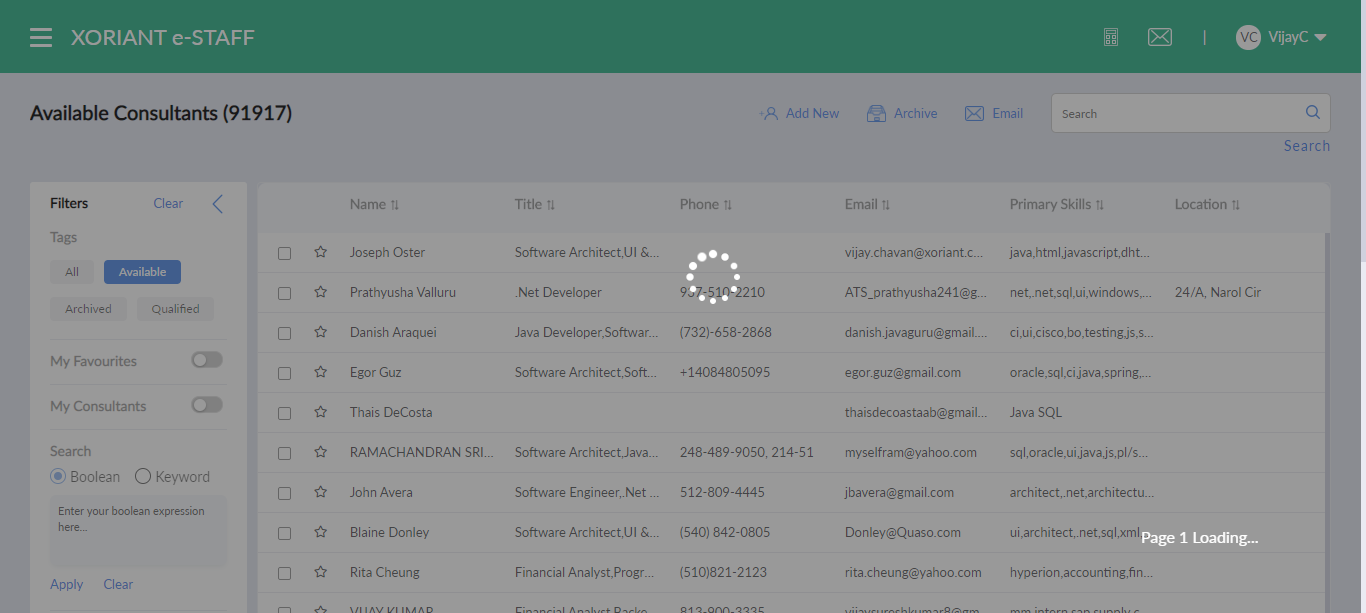 XORIANT e-STAFF
|
VC VijayC
Available Consultants (91917)
Add New Archive Email Search
Search
Filters Clear
Tags
All Available
Archived Qualified
My Favourites
My Consultants
Search
Boolean Keyword
Enter your boolean expression
here...
Apply Clear
Name Title Phone Email Primary Skills Location
Joseph Oster Software Architect,UI &... vijay.chavan@xoriant.c... java,html,javascript,dht...
Prathyusha Valluru .Net Developer 937-510-2210 ATS_prathyusha241@g... net,.net,sql,ui,windows,... 24/A, Narol Cir
Danish Araquei Java Developer,Softwar... (732)-658-2868 danish.javaguru@gmail.... ci,ui,cisco,bo,testing,js,s...
Egor Guz Software Architect,Soft... +14084805095 egor.guz@gmail.com oracle,sql,ci,java,spring,...
Thais DeCosta thaisdecoastaab@gmail... Java SQL
RAMACHANDRAN SRI... Software Architect,Java... 248-489-9050, 214-51 myselfram@yahoo.com sql,oracle,ui,java,js,pl/s...
John Avera Software Engineer,.Net ... 512-809-4445 jbavera@gmail.com architect,.net,architectu...
Blaine Donley Software Architect,UI &... (540) 842-0805 Donley@Quaso.com ui,architect,.net,sql,xml,
Page 1 Loading...
Rita Cheung Financial Analyst,Progr... (510)821-2123 rita.cheung@yahoo.com hyperion,accounting,fin...
VIJAY KUMAR Financial Analyst,Backe... 813-900-3335 vijaysureshkumar8@gm... mm,intern,sap,supply c...